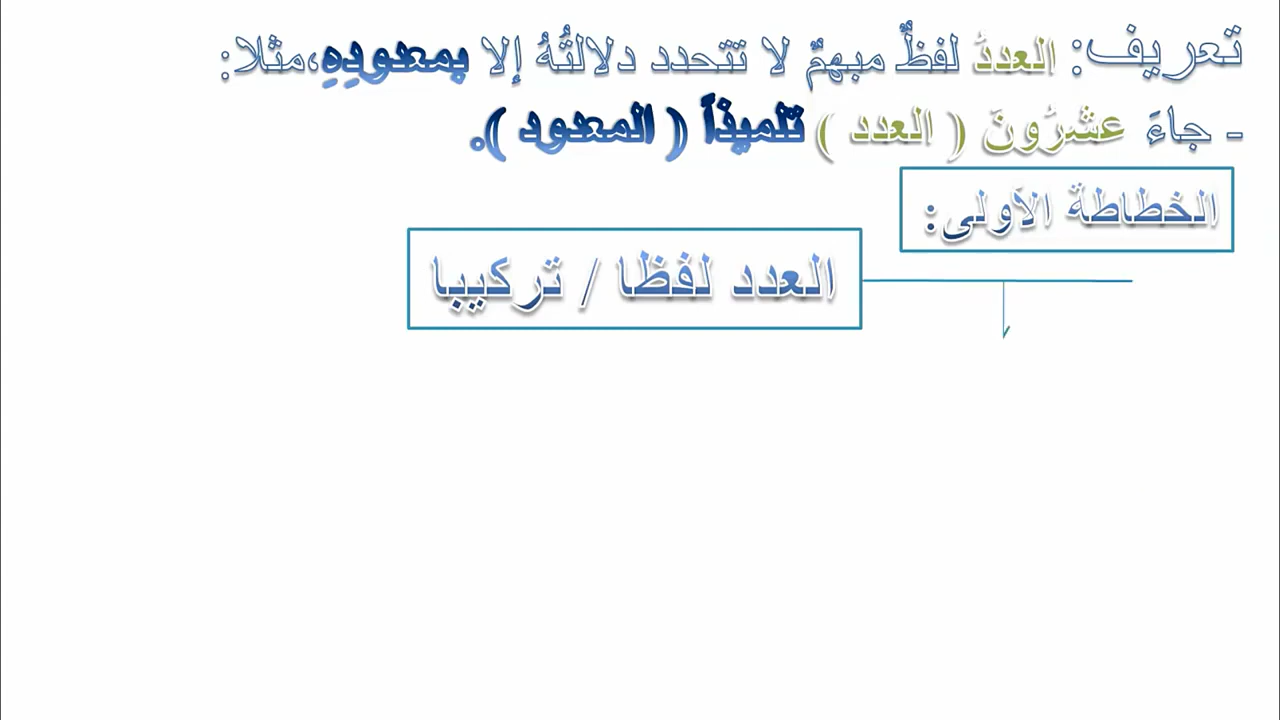 تعريف: العددُ لفظٌ مبهمٌ لا تتحدد دلالتُهُ إلا بمعدودِهِ،مثلا:
- جاءَ عشرُونَ ( العدد ) تلميذاً ( المعدود ).
الخطاطة الأولى:
العدد لفظا / تركيبا